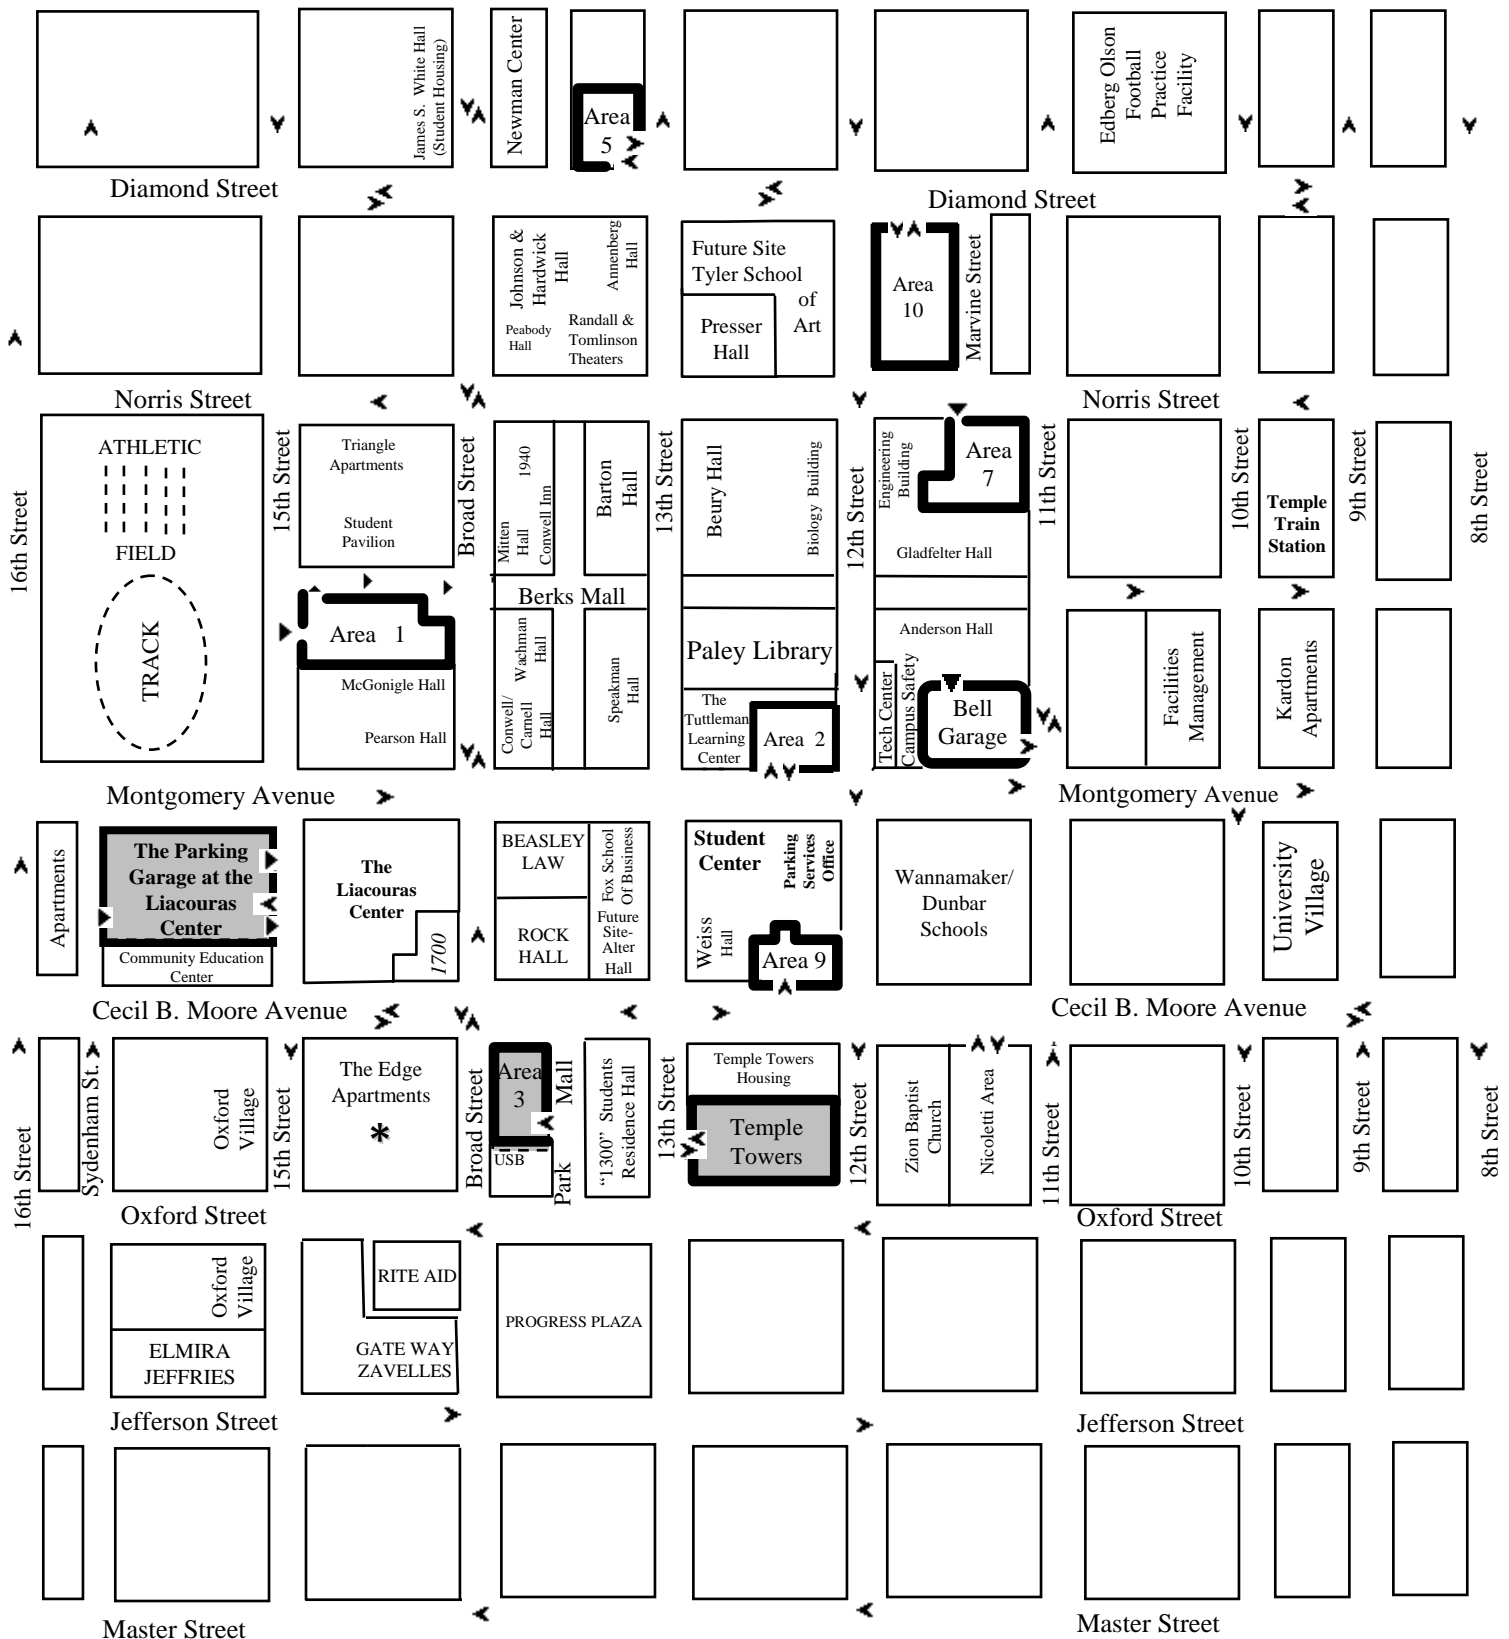 James S. White Hall
(Student Housing)
Newman Center
Area
5
Edberg Olson
Football
Practice
Facility
Diamond Street
Diamond Street
Johnson &
Hardwick
Hall
Annenberg
Hall
Peabody
Hall
Randall &
Tomlinson
Theaters
Future Site
Tyler School
of
Art
Presser
Hall
Area
10
Marvine Street
Norris Street
Norris Street
16th Street
ATHLETIC
FIELD
TRACK
15th Street
Triangle
Apartments
Student
Pavilion
Broad Street
1940
Mitten
Hall
Conwell Inn
Barton
Hall
13th Street
Beury Hall
Biology Building
12th Street
Engineering
Building
Area
7
Gladfelter Hall
11th Street
10th Street
Temple
Train
Station
9th Street
8th Street
Berks Mall
Area 1
McGonigle Hall
Pearson Hall
Wachman
Hall
Conwell/
Carnell
Hall
Speakman
Hall
Paley Library
The
Tuttleman
Learning
Center
Area 2
Anderson Hall
Tech Center
Campus Safety
Bell
Garage
Facilities
Management
Kardon
Apartments
Montgomery Avenue
Montgomery Avenue
Apartments
The Parking
Garage at the
Liacouras
Center
Community Education
Center
The
Liacouras
Center
1700
BEASLEY
LAW
Fox School
Of Business
ROCK
HALL
Future
Site-
Alter
Hall
Student
Center
Parking
Services
Office
Weiss
Hall
Area 9
Wannamaker/
Dunbar
Schools
University
Village
Cecil B. Moore Avenue
Cecil B. Moore Avenue
16th Street
Sydenham St.
Oxford
Village
15th Street
The Edge
Apartments
*
Broad Street
Area
3
USB
Park Mall
"1300" Students
Residence Hall
13th Street
Temple Towers
Housing
Temple
Towers
12th Street
Zion Baptist
Church
Nicoletti Area
11th Street
10th Street
9th Street
8th Street
Oxford Street
Oxford Street
Oxford
Village
ELMIRA
JEFFRIES
RITE AID
GATE WAY
ZAVELLES
PROGRESS PLAZA
Jefferson Street
Jefferson Street
Master Street
Master Street